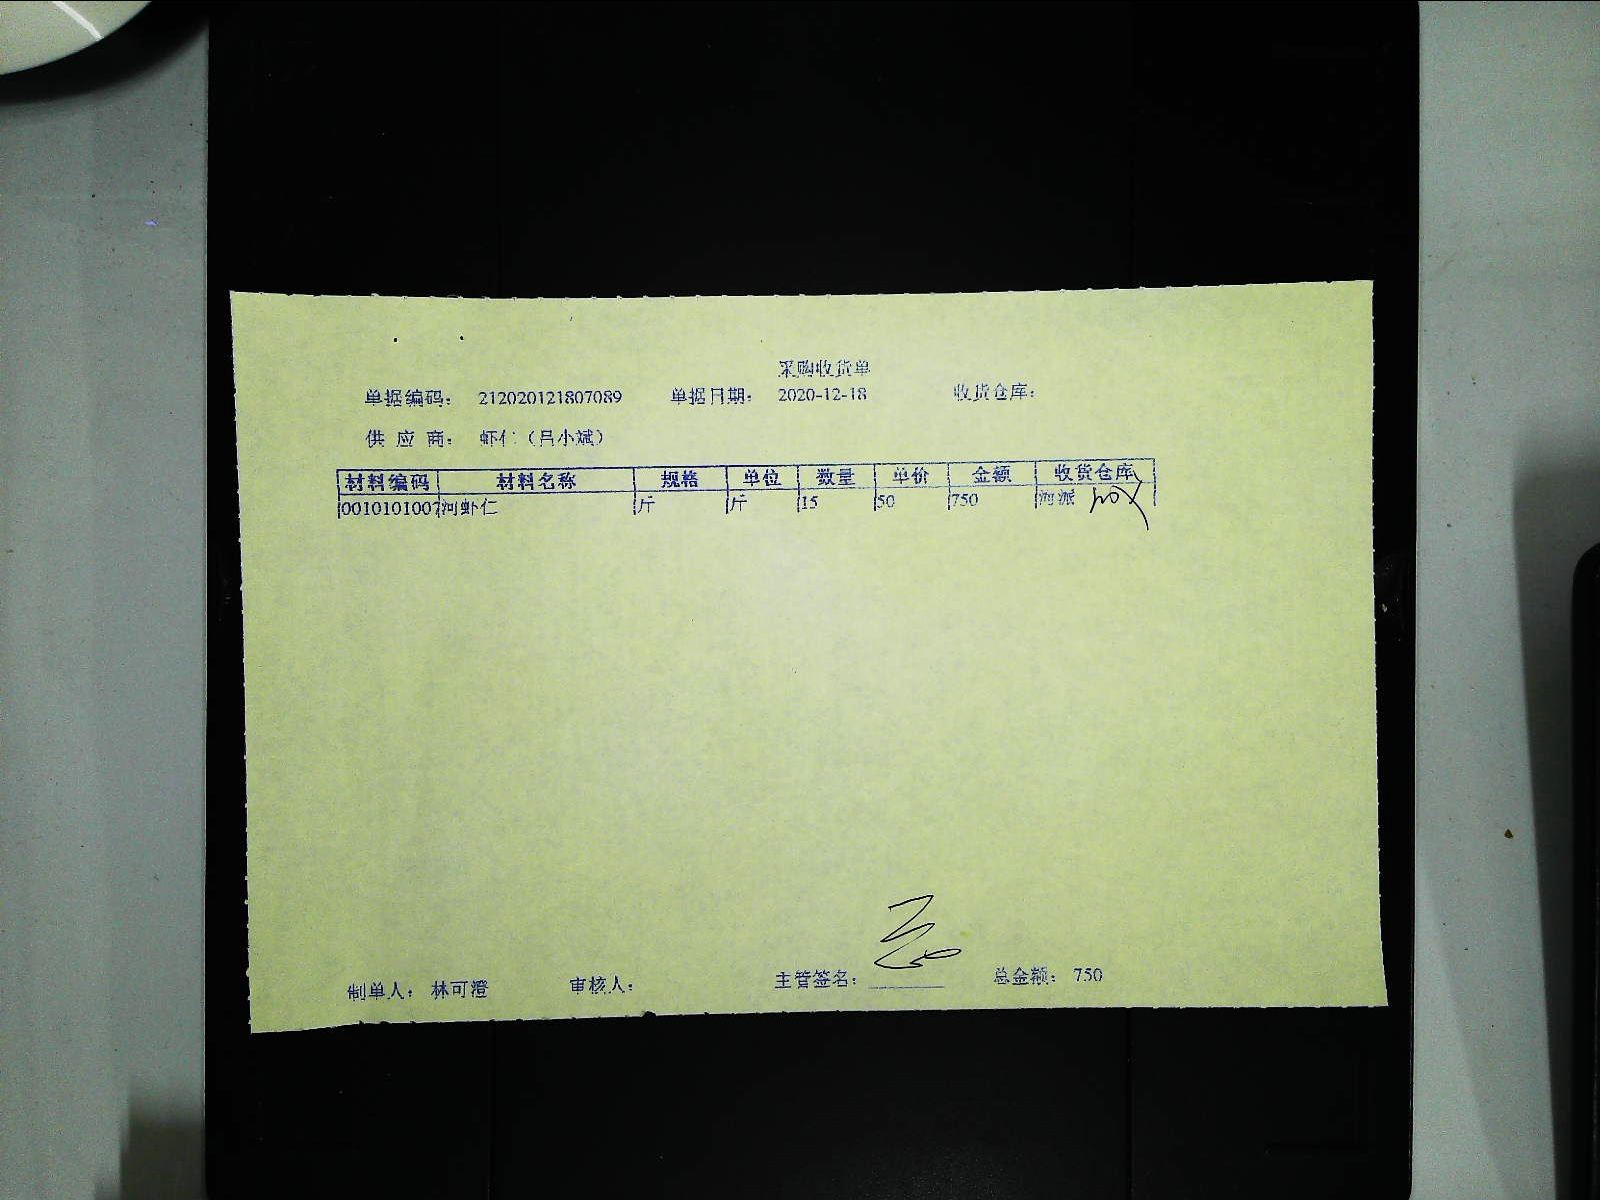 采购收货单
单据编码: 212020121807089 单据日期: 2020-12-18 收货仓库:
供 应 商: 虾仁（吕小斌）
材料编码 材料名称 规格 单位 数量 单价 金额 收货仓库
0010101007 河虾仁 斤 斤 15 50 750 海派
制单人: 林可澄 审核人: 主管签名: 总金额: 750